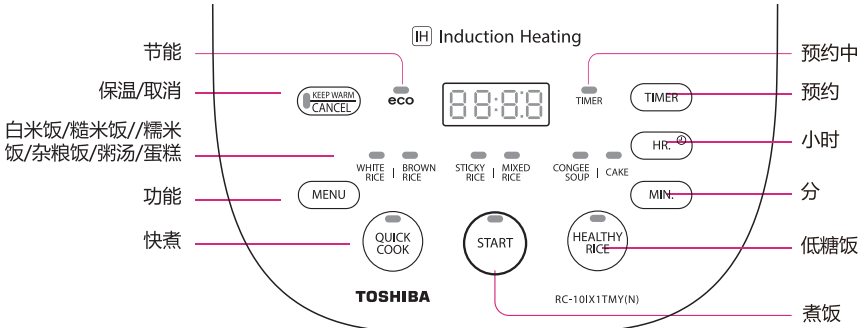 IH Induction Heating
节能
预约中
保温/取消
KEEP WARM
CANCEL
eco
88:88
TIMER
TIMER
预约
白米饭/糙米饭//糯米
饭/杂粮饭/粥汤/蛋糕
HR.
小时
WHITE RICE
BROWN RICE
STICKY RICE
MIXED RICE
CONGEE SOUP
CAKE
功能
MENU
MIN.
分
快煮
QUICK
COOK
START
HEALTHY
RICE
低糖饭
TOSHIBA
RC-10IX1TMY(N)
煮饭